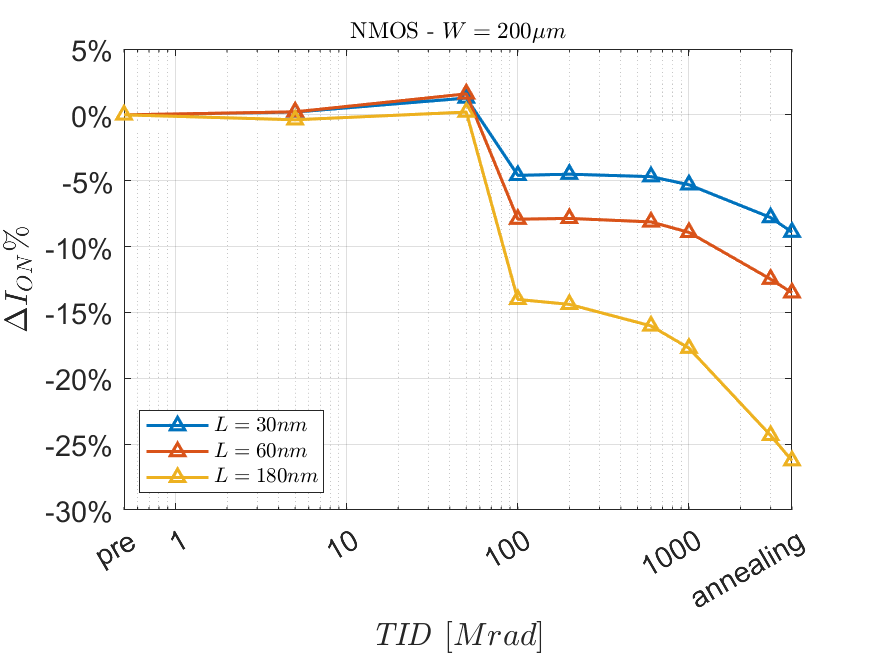 NMOS - W = 200μm
5%
0%
-5%
-10%
-15%
-20%
-25%
-30%
ΔI_ON%
L = 30nm
L = 60nm
L = 180nm
pre 1 10 100 1000 annealing
TID [Mrad]